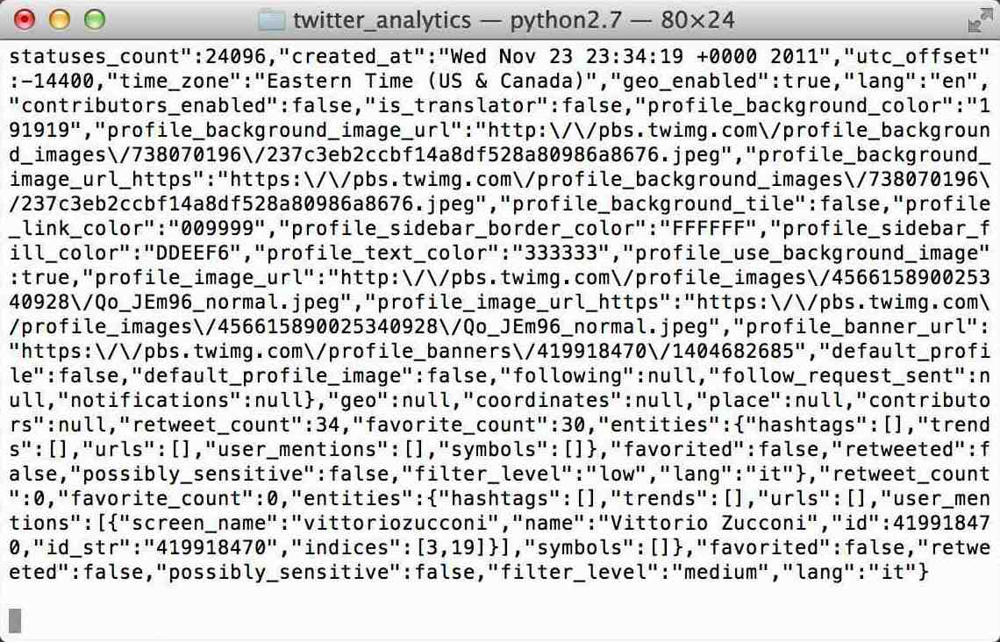 twitter_analytics — python2.7 — 80×24
statuses_count":24096,"created_at":"Wed Nov 23 23:34:19 +0000 2011","utc_offset"
:-14400,"time_zone":"Eastern Time (US & Canada)","geo_enabled":true,"lang":"en",
"contributors_enabled":false,"is_translator":false,"profile_background_color":"1
91919","profile_background_image_url":"http:\/\/pbs.twimg.com\/profile_backgroun
d_images\/738070196\/237c3eb2ccbf14a8df528a80986a8676.jpeg","profile_background_
image_url_https":"https:\/\/pbs.twimg.com\/profile_background_images\/738070196\
/237c3eb2ccbf14a8df528a80986a8676.jpeg","profile_background_tile":false,"profile
_link_color":"009999","profile_sidebar_border_color":"FFFFFF","profile_sidebar_f
ill_color":"DDEEF6","profile_text_color":"333333","profile_use_background_image"
:true,"profile_image_url":"http:\/\/pbs.twimg.com\/profile_images\/4566158900253
40928\/Qo_JEm96_normal.jpeg","profile_image_url_https":"https:\/\/pbs.twimg.com\
/profile_images\/456615890025340928\/Qo_JEm96_normal.jpeg","profile_banner_url":
"https:\/\/pbs.twimg.com\/profile_banners\/419918470\/1404682685","default_profi
le":false,"default_profile_image":false,"following":null,"follow_request_sent":n
ull,"notifications":null},"geo":null,"coordinates":null,"place":null,"contributo
rs":null,"retweet_count":34,"favorite_count":30,"entities":{"hashtags":[],"trend
s":[],"urls":[],"user_mentions":[],"symbols":[]},"favorited":false,"retweeted":f
alse,"possibly_sensitive":false,"filter_level":"low","lang":"it"},"retweet_count
":0,"favorite_count":0,"entities":{"hashtags":[],"trends":[],"urls":[],"user_men
tions":[{"screen_name":"vittoriozucconi","name":"Vittorio Zucconi","id":41991847
0,"id_str":"419918470","indices":[3,19]}],"symbols":[]},"favorited":false,"retwe
eted":false,"possibly_sensitive":false,"filter_level":"medium","lang":"it"}